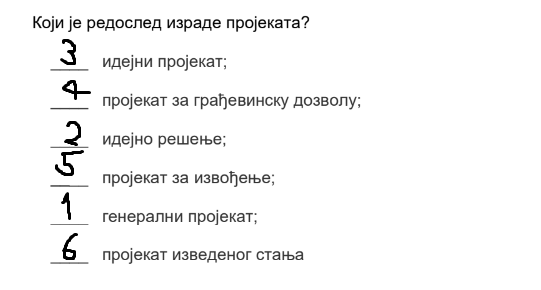 Који је редослед израде пројеката?
3 идејни пројекат;
4 пројекат за грађевинску дозволу;
2 идејно решење;
5 пројекат за извођење;
1 генерални пројекат;
6 пројекат изведеног стања